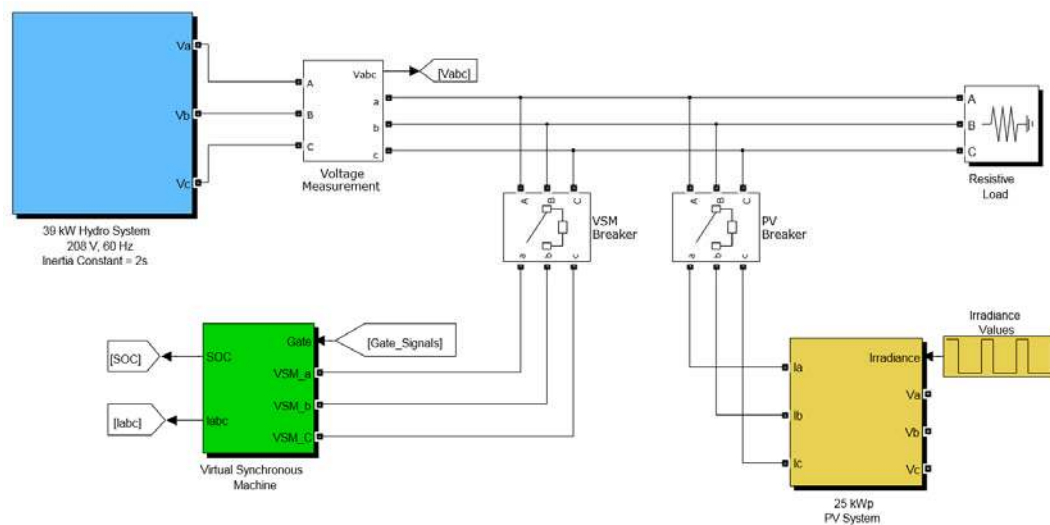 Va
Vb
Vc
39 kW Hydro System
208 V, 60 Hz
Inertia Constant = 2s
A
B
C
Vabc
a
b
c
Voltage
Measurement
[Vabc]
A
B
C
Resistive
Load
A B C
a b c
VSM
Breaker
A B C
a b c
PV
Breaker
[SOC]
[Iabc]
SOC
Iabc
Gate
VSM_a
VSM_b
VSM_C
[Gate_Signals]
Virtual Synchronous
Machine
Irradiance
Values
Irradiance
Ia
Ib
Ic
Va
Vb
Vc
25 kWp
PV System